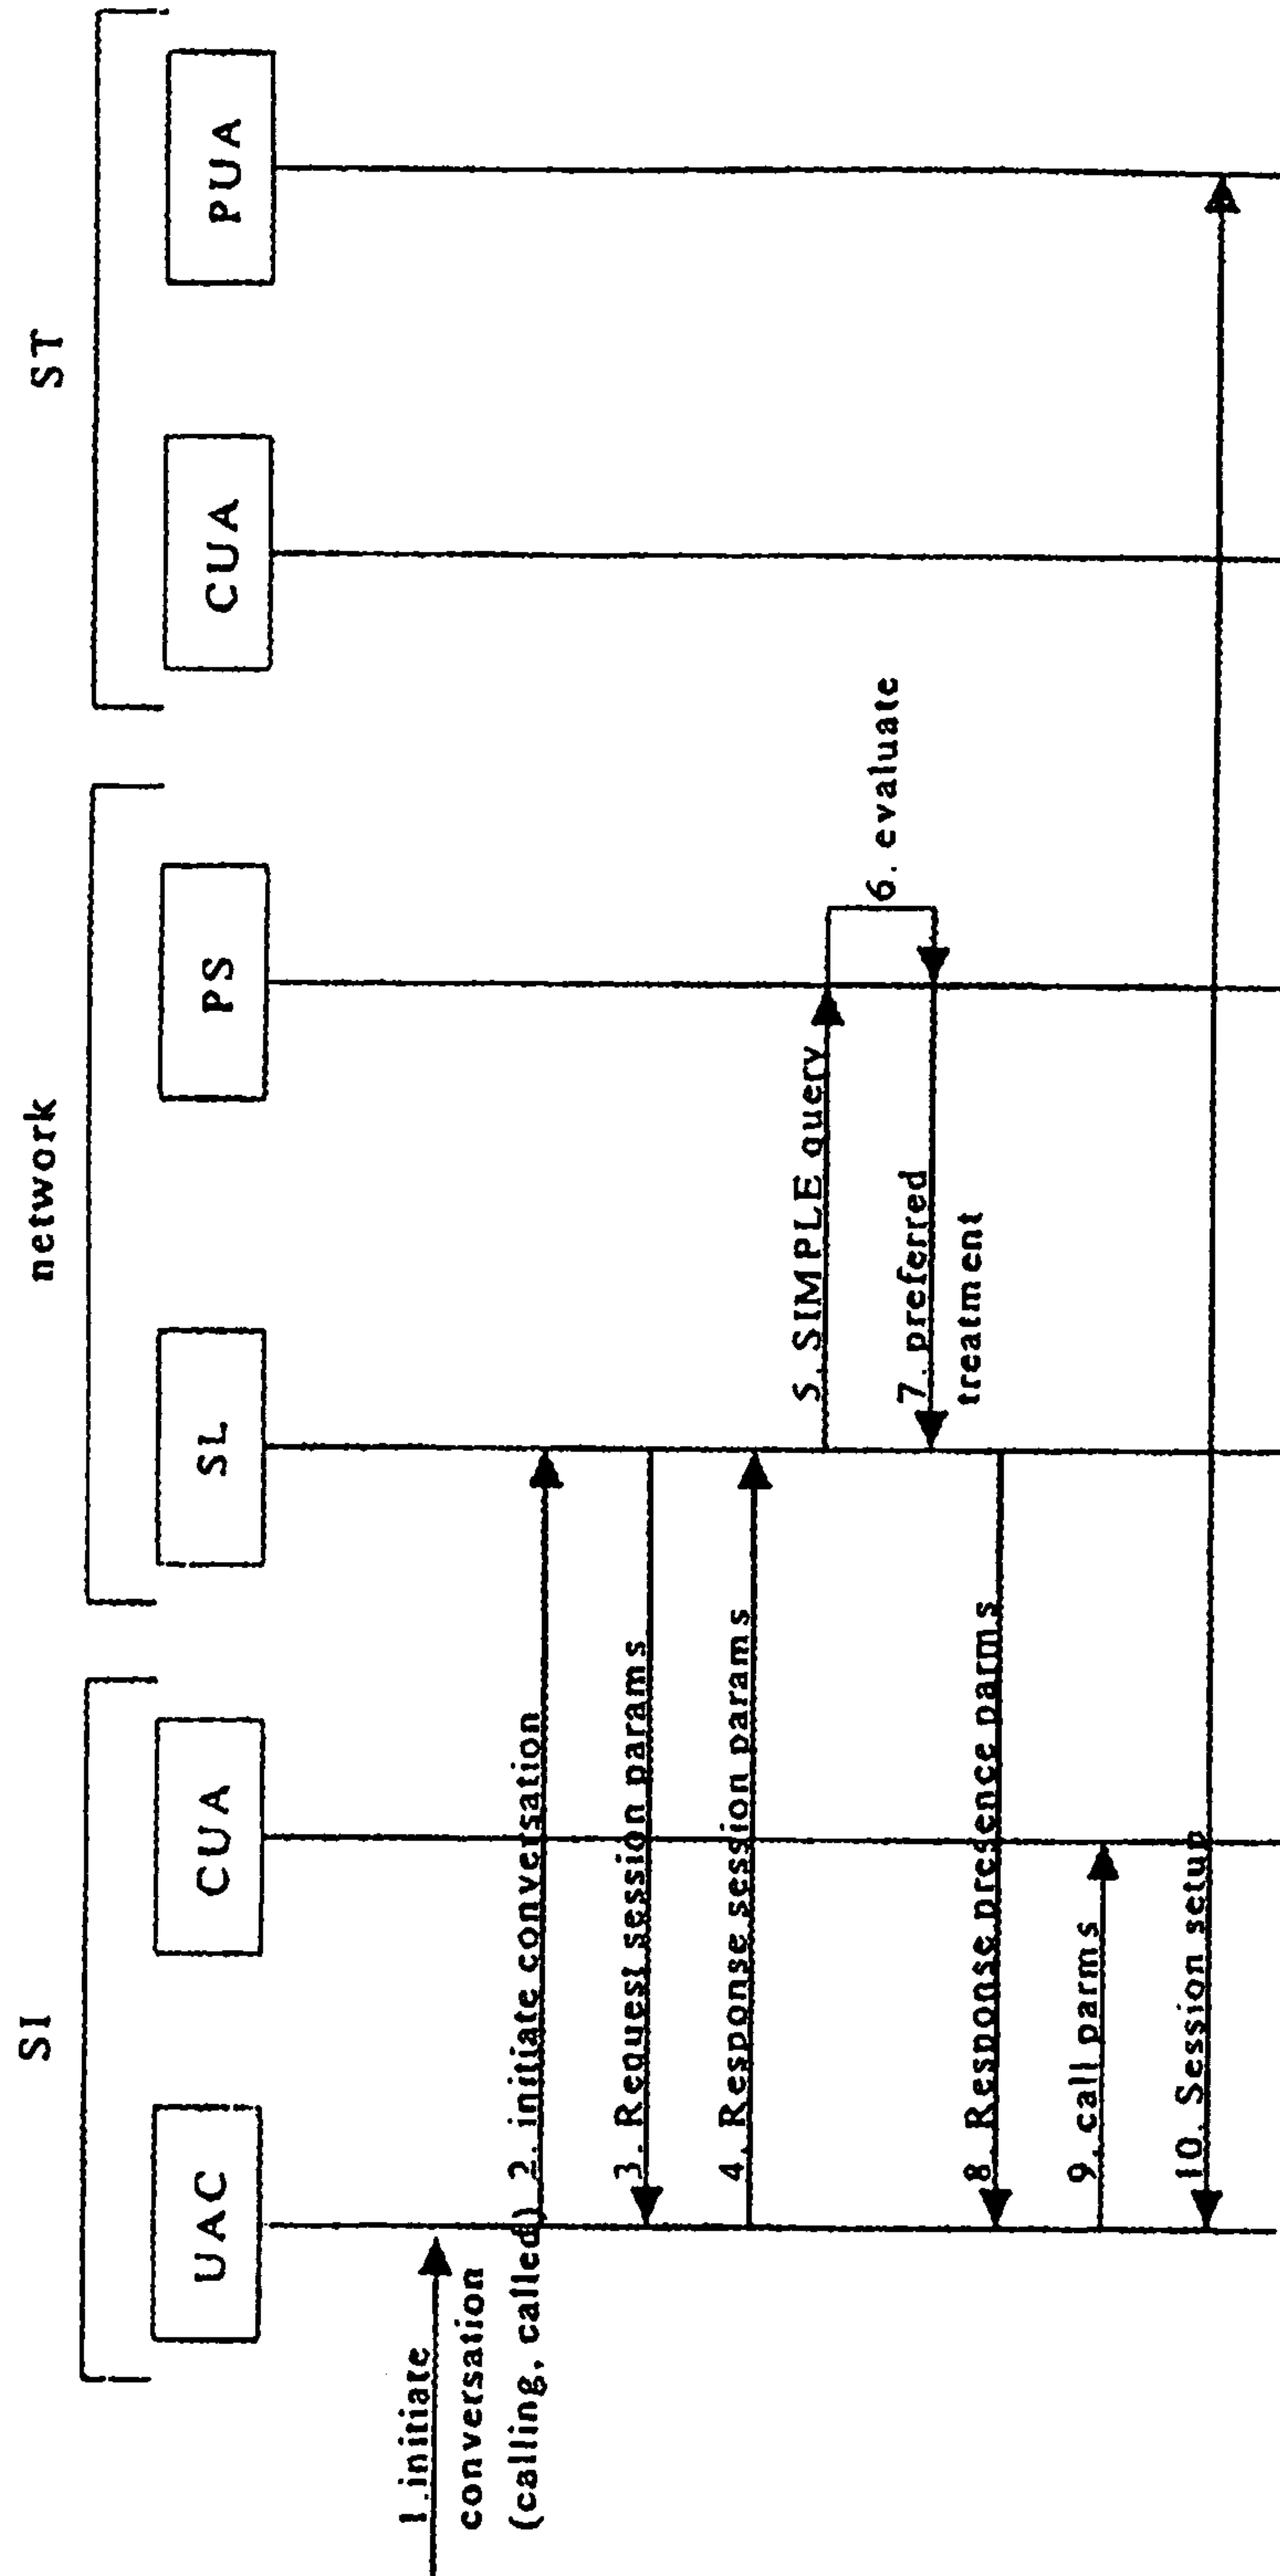 SI
network
ST
UAC
CUA
SL
PS
CUA
PUA
1.initiate
conversation
(calling, called)
2. initiate conversation
3. Request session params
4. Response session params
5. SIMPLE query
6. evaluate
7. preferred
treatment
8. Response presence parms
9. call parms
10. Session setup